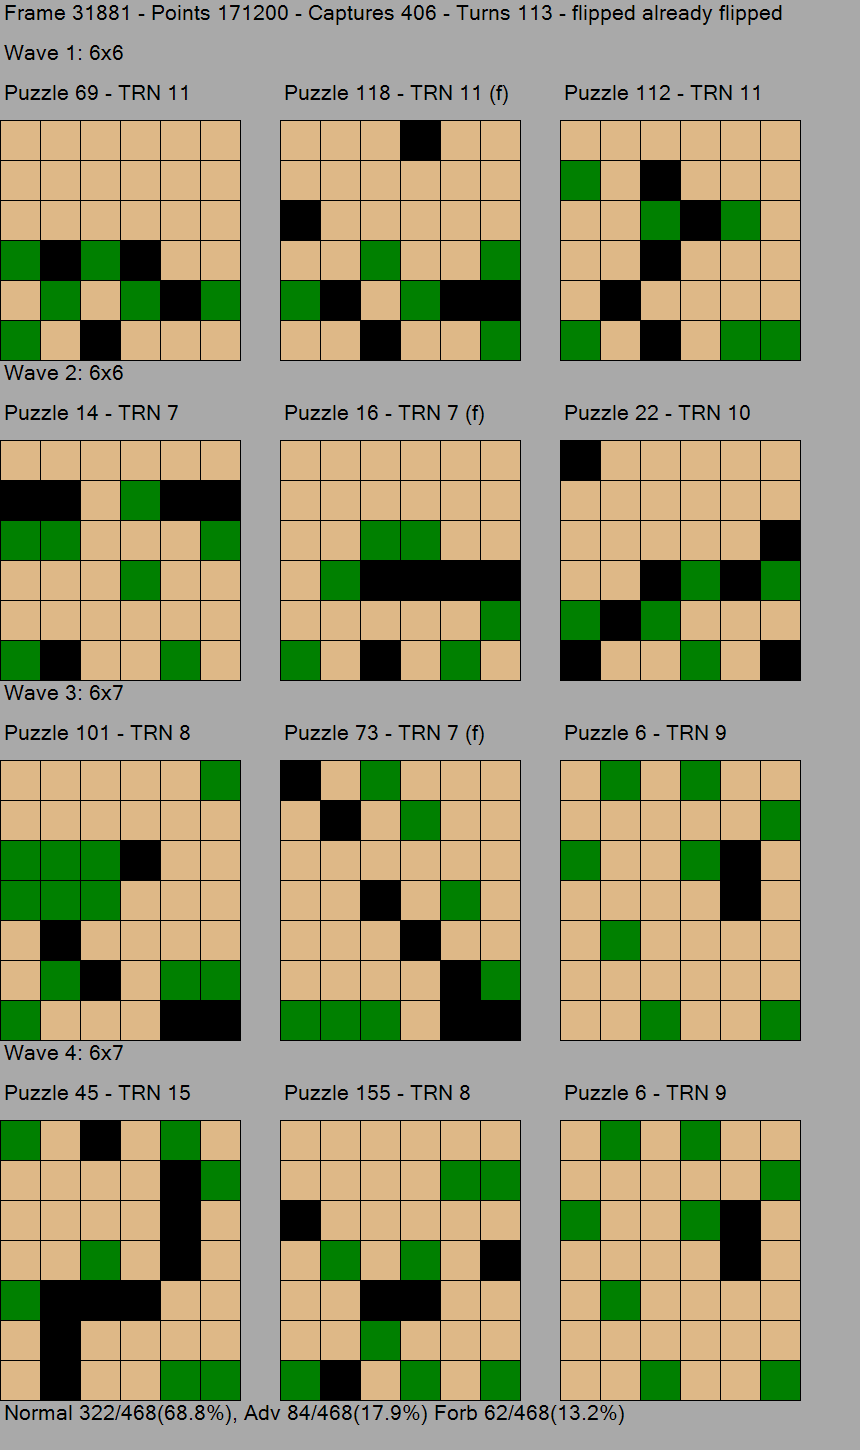 Frame 31881 - Points 171200 - Captures 406 - Turns 113 - flipped already flipped
Wave 1: 6x6
Puzzle 69 - TRN 11
Puzzle 118 - TRN 11 (f)
Puzzle 112 - TRN 11
Wave 2: 6x6
Puzzle 14 - TRN 7
Puzzle 16 - TRN 7 (f)
Puzzle 22 - TRN 10
Wave 3: 6x7
Puzzle 101 - TRN 8
Puzzle 73 - TRN 7 (f)
Puzzle 6 - TRN 9
Wave 4: 6x7
Puzzle 45 - TRN 15
Puzzle 155 - TRN 8
Puzzle 6 - TRN 9
Normal 322/468(68.8%), Adv 84/468(17.9%) Forb 62/468(13.2%)